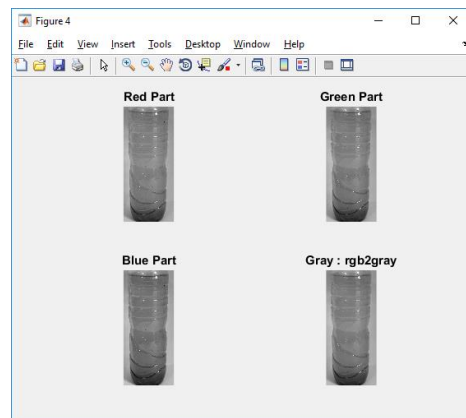 Figure 4
File Edit View Insert Tools Desktop Window Help
Red Part Green Part
Blue Part Gray : rgb2gray